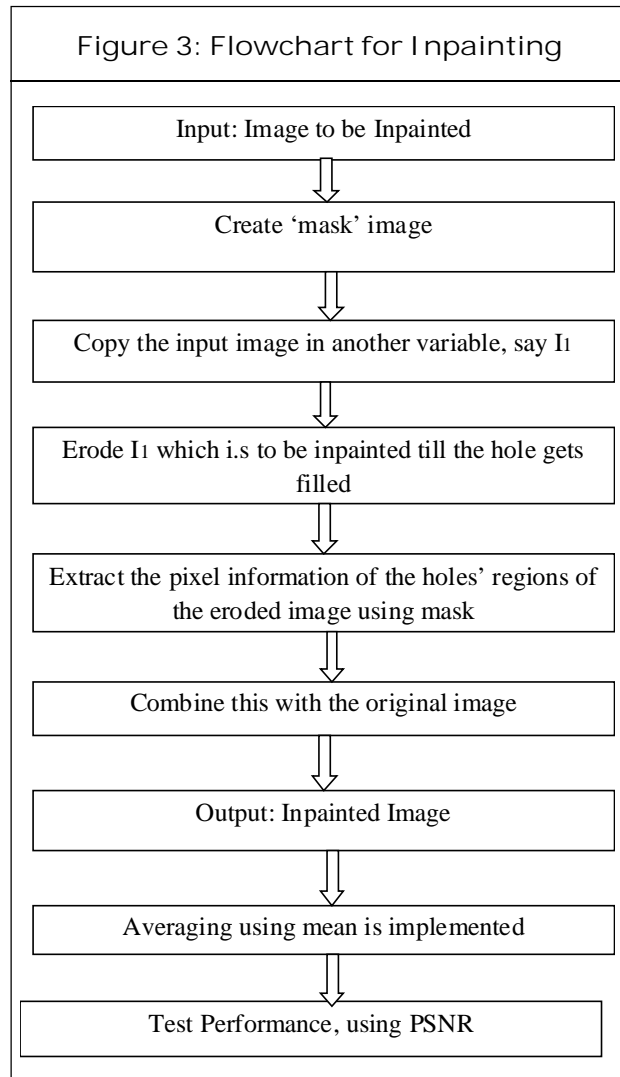 Figure 3: Flowchart for Inpainting
Input: Image to be Inpainted
Create ‘mask’ image
Copy the input image in another variable, say I1
Erode I1 which i.s to be inpainted till the hole gets
filled
Extract the pixel information of the holes’ regions of
the eroded image using mask
Combine this with the original image
Output: Inpainted Image
Averaging using mean is implemented
Test Performance, using PSNR